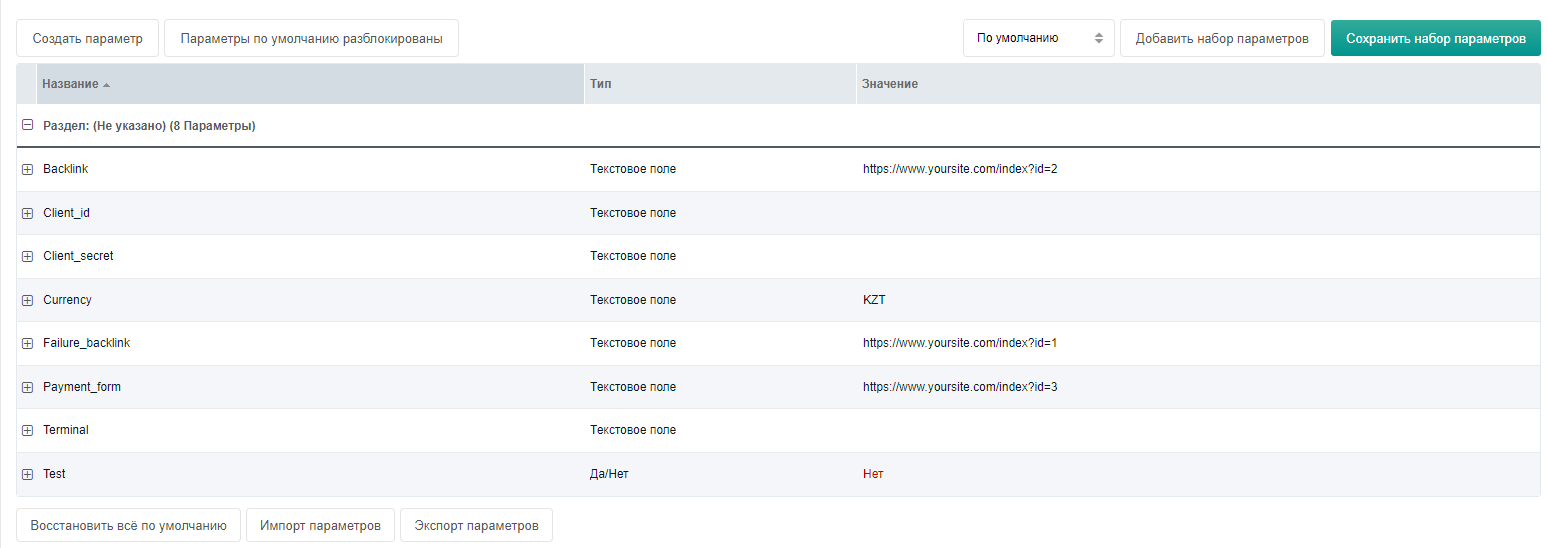 Создать параметр Параметры по умолчанию разблокированы По умолчанию Добавить набор параметров Сохранить набор параметров
Название Тип Значение
Раздел: (Не указано) (8 Параметры)
Backlink Текстовое поле https://www.yoursite.com/index?id=2
Client_id Текстовое поле
Client_secret Текстовое поле
Currency Текстовое поле KZT
Failure_backlink Текстовое поле https://www.yoursite.com/index?id=1
Payment_form Текстовое поле https://www.yoursite.com/index?id=3
Terminal Текстовое поле
Test Да/Нет Нет
Восстановить всё по умолчанию Импорт параметров Экспорт параметров